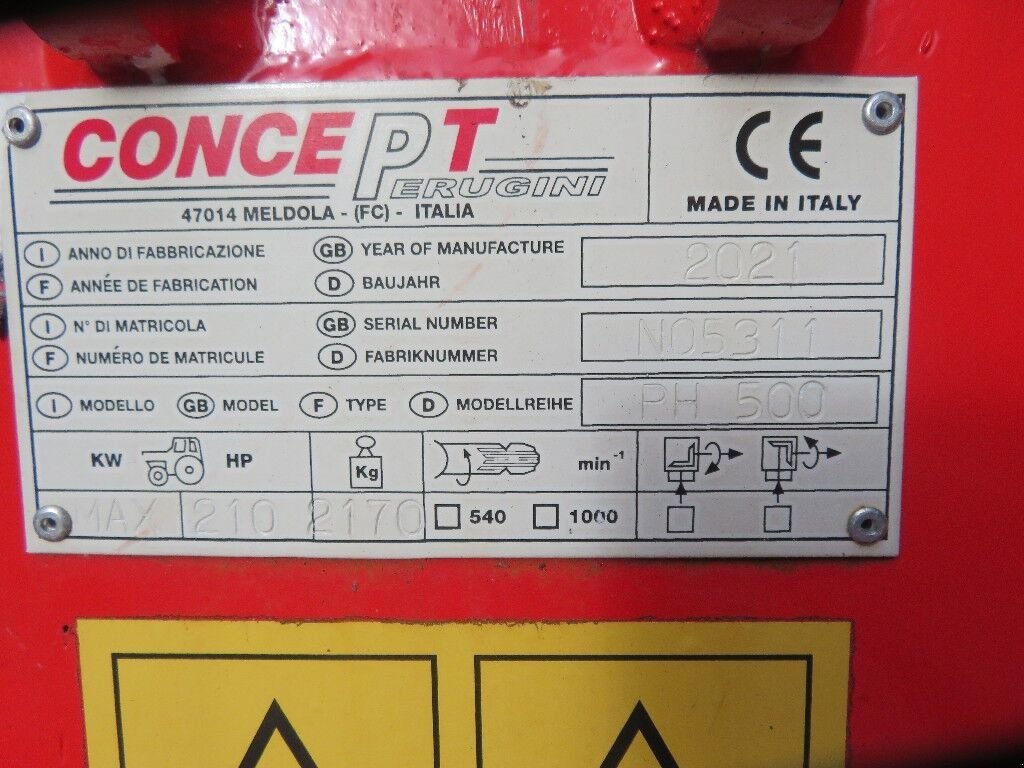 CONCEPT
PERUGINI
47014 MELDOLA - (FC) - ITALIA
CE
MADE IN ITALY
I ANNO DI FABBRICAZIONE GB YEAR OF MANUFACTURE 2021
F ANNÉE DE FABRICATION D BAUJAHR
I N° DI MATRICOLA GB SERIAL NUMBER N05311
F NUMÉRO DE MATRICULE D FABRIKNUMMER
I MODELLO GB MODEL F TYPE D MODELLREIHE PH 500
KW HP Kg min⁻¹
MAX 210 2170 540 1000